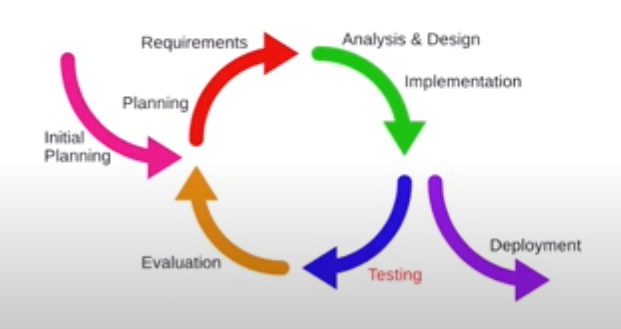 Requirements
Analysis & Design
Implementation
Planning
Initial
Planning
Deployment
Evaluation
Testing